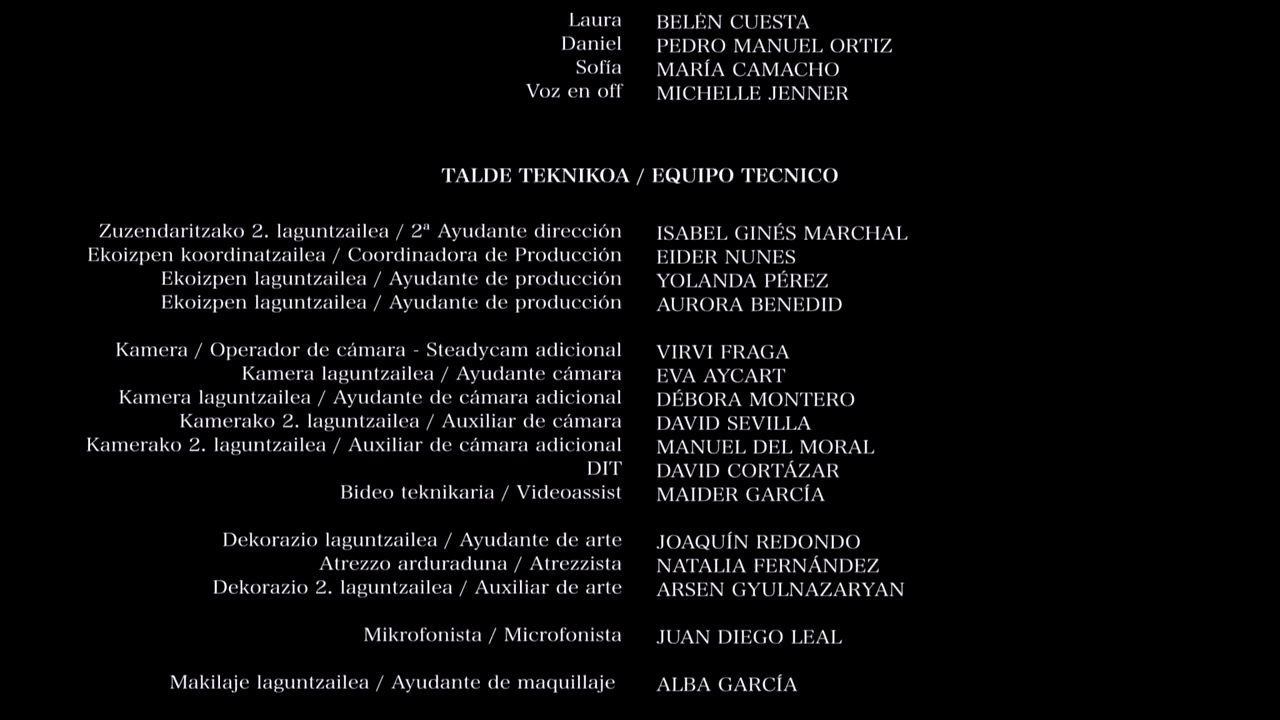 Laura BELÉN CUESTA
Daniel PEDRO MANUEL ORTIZ
Sofía MARÍA CAMACHO
Voz en off MICHELLE JENNER
TALDE TEKNIKOA / EQUIPO TECNICO
Zuzendaritzako 2. laguntzailea / 2ª Ayudante dirección ISABEL GINÉS MARCHAL
Ekoizpen koordinatzailea / Coordinadora de Producción EIDER NUNES
Ekoizpen laguntzailea / Ayudante de producción YOLANDA PÉREZ
Ekoizpen laguntzailea / Ayudante de producción AURORA BENEDID
Kamera / Operador de cámara - Steadycam adicional VIRVI FRAGA
Kamera laguntzailea / Ayudante cámara EVA AYCART
Kamera laguntzailea / Ayudante de cámara adicional DÉBORA MONTERO
Kamerako 2. laguntzailea / Auxiliar de cámara DAVID SEVILLA
Kamerako 2. laguntzailea / Auxiliar de cámara adicional MANUEL DEL MORAL
DIT DAVID CORTÁZAR
Bideo teknikaria / Videoassist MAIDER GARCÍA
Dekorazio laguntzailea / Ayudante de arte JOAQUÍN REDONDO
Atrezzo arduraduna / Atrezzista NATALIA FERNÁNDEZ
Dekorazio 2. laguntzailea / Auxiliar de arte ARSEN GYULNAZARYAN
Mikrofonista / Microfonista JUAN DIEGO LEAL
Makilaje laguntzailea / Ayudante de maquillaje ALBA GARCÍA